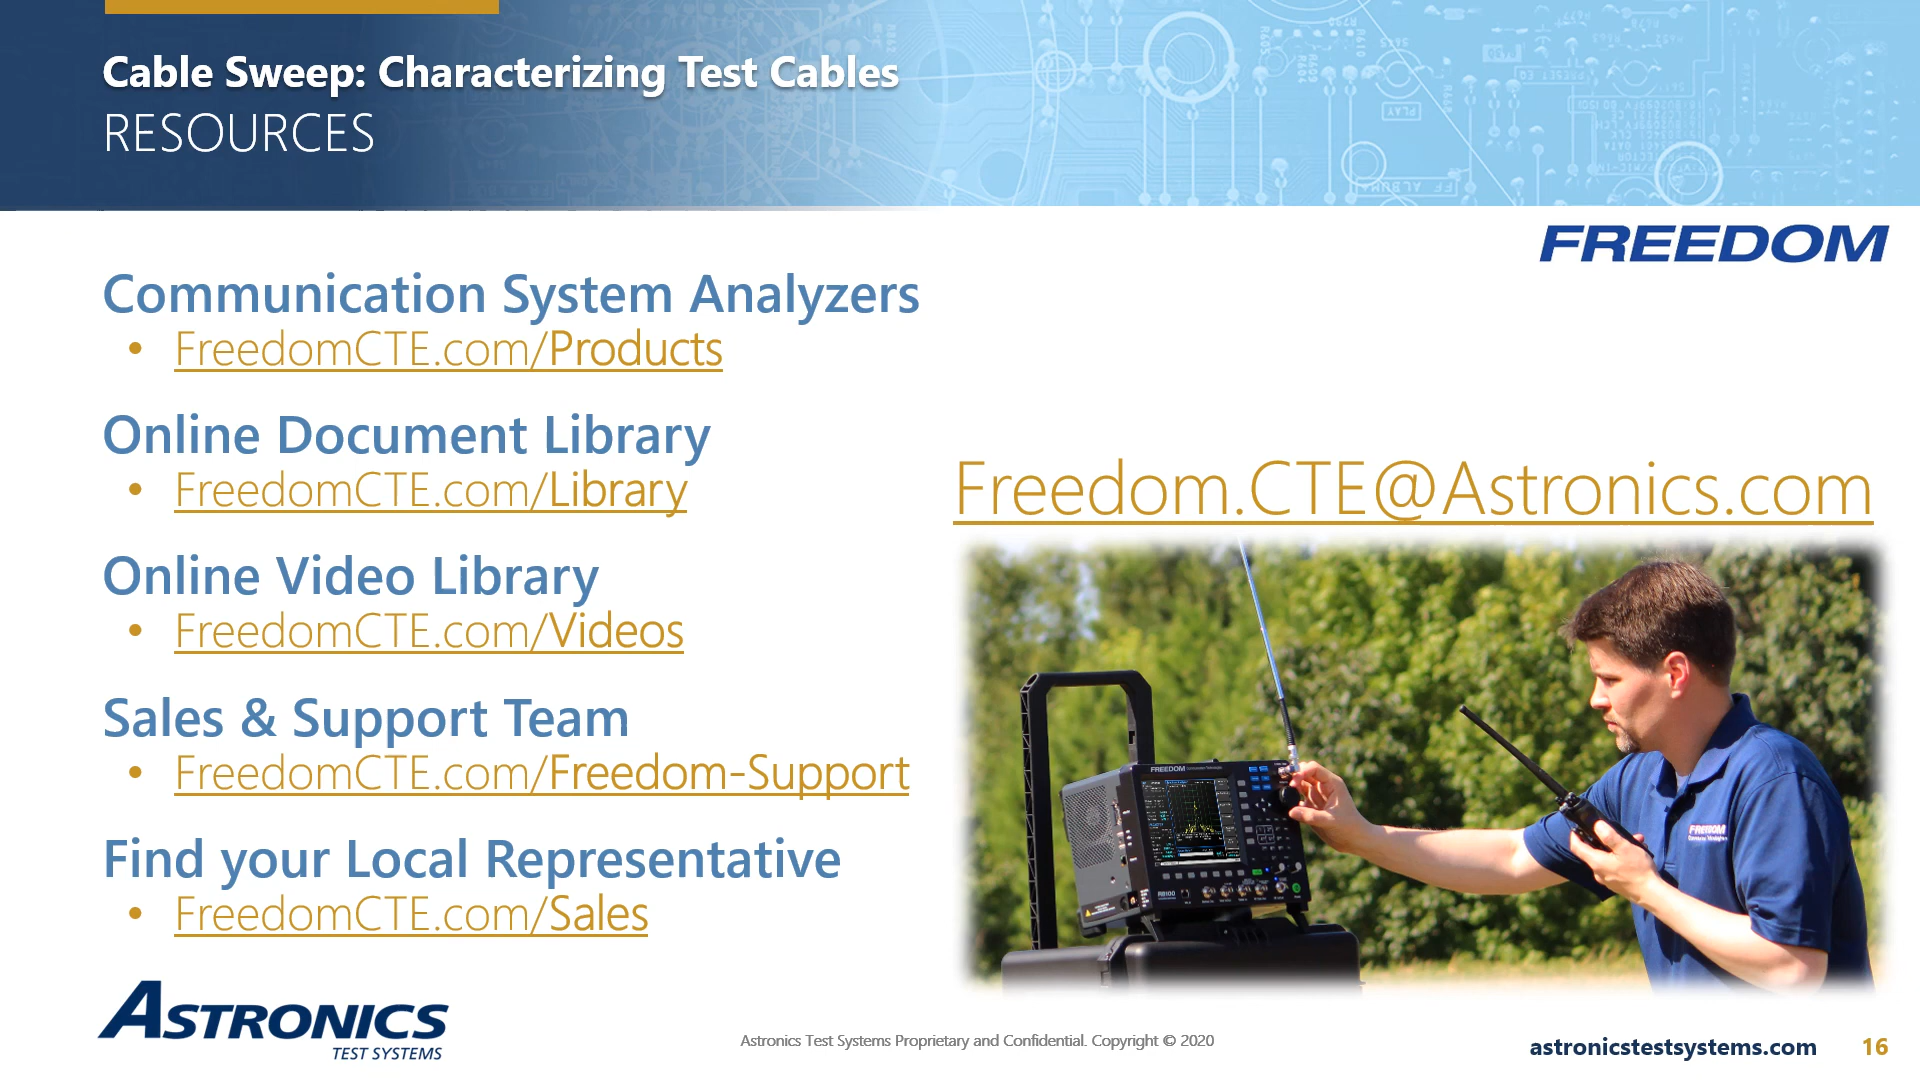 Cable Sweep: Characterizing Test Cables
RESOURCES
FREEDOM
Communication System Analyzers
• FreedomCTE.com/Products
Online Document Library
• FreedomCTE.com/Library
Online Video Library
• FreedomCTE.com/Videos
Sales & Support Team
• FreedomCTE.com/Freedom-Support
Find your Local Representative
• FreedomCTE.com/Sales
Freedom.CTE@Astronics.com
FREEDOM
R8100
FREEDOM
ASTRONICS
TEST SYSTEMS
Astronics Test Systems Proprietary and Confidential. Copyright © 2020
astronicstestsystems.com 16